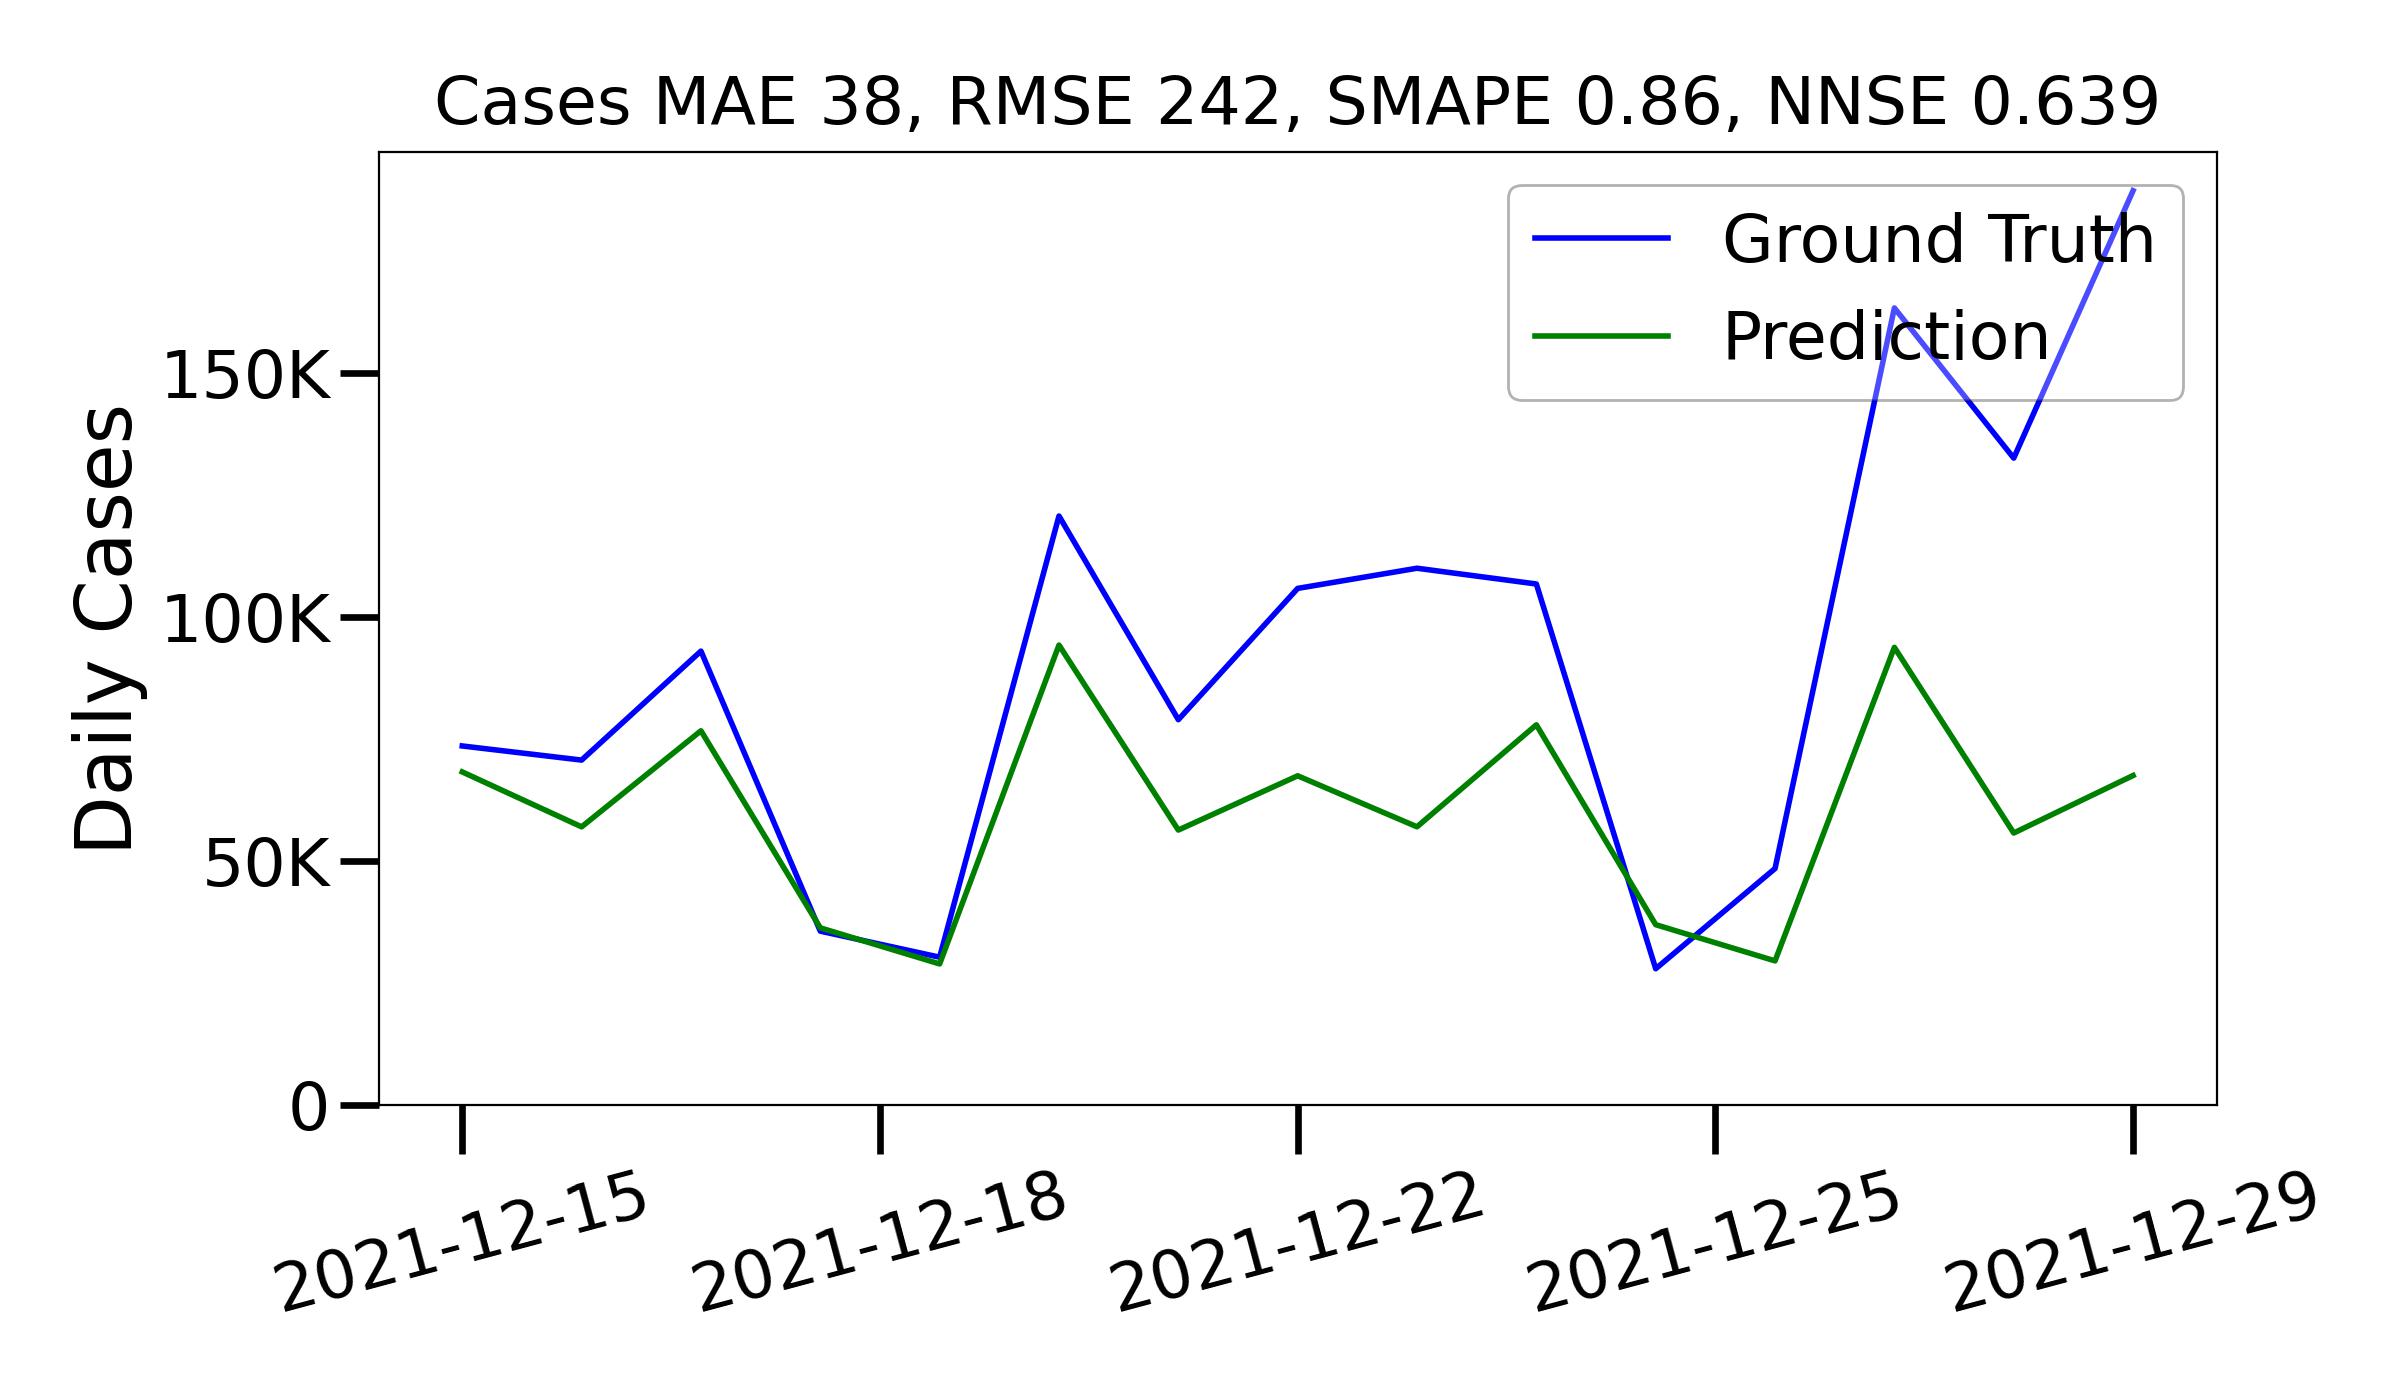 Cases MAE 38, RMSE 242, SMAPE 0.86, NNSE 0.639
Ground Truth
Prediction
Daily Cases
150K
100K
50K
0
2021-12-15
2021-12-18
2021-12-22
2021-12-25
2021-12-29